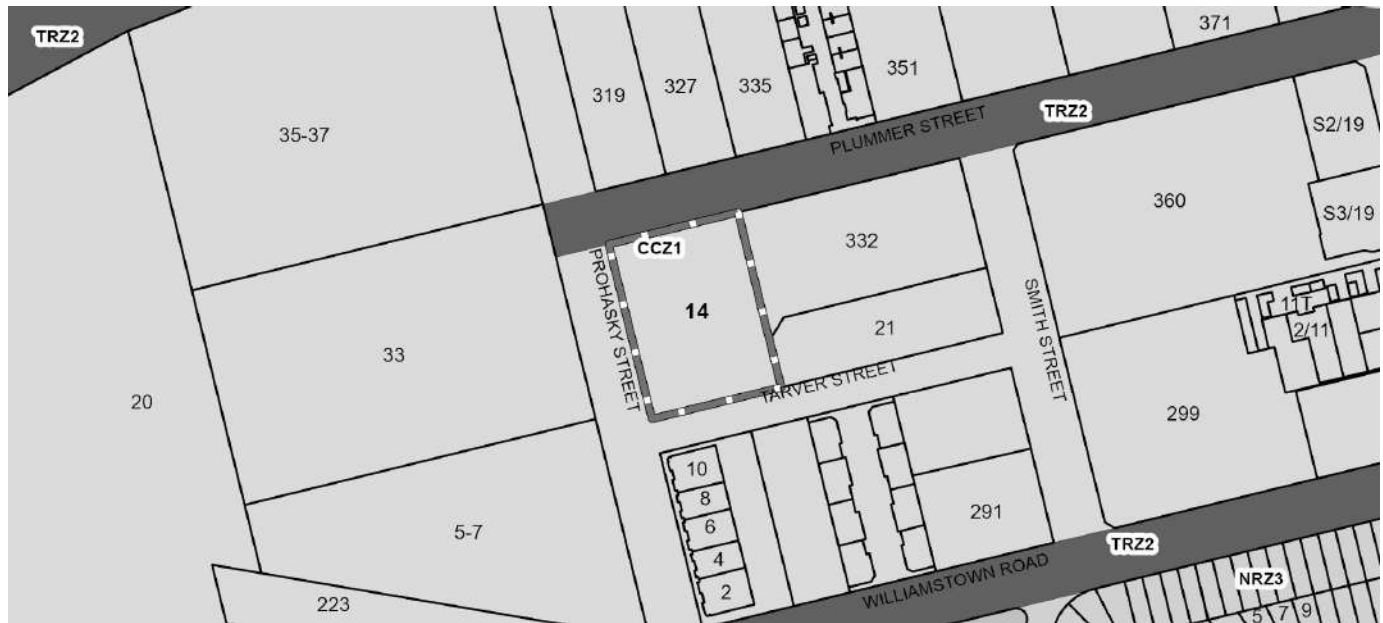 TRZ2
371
319
327
335
351
TRZ2
PLUMMER STREET
35-37
S2/19
360
S3/19
CCZ1
332
PROHASKY STREET
14
SMITH STREET
11T
2/11
21
33
TARVER STREET
20
299
10
8
291
5-7
6
4
TRZ2
2
WILLIAMSTOWN ROAD
NRZ3
223
5
7
9